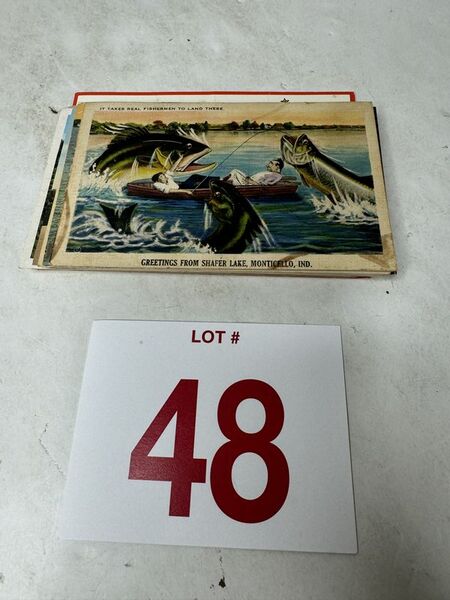 IT TAKES REAL FISHERMEN TO LAND THESE
GREETINGS FROM SHAFER LAKE, MONTICELLO, IND.
LOT #
48